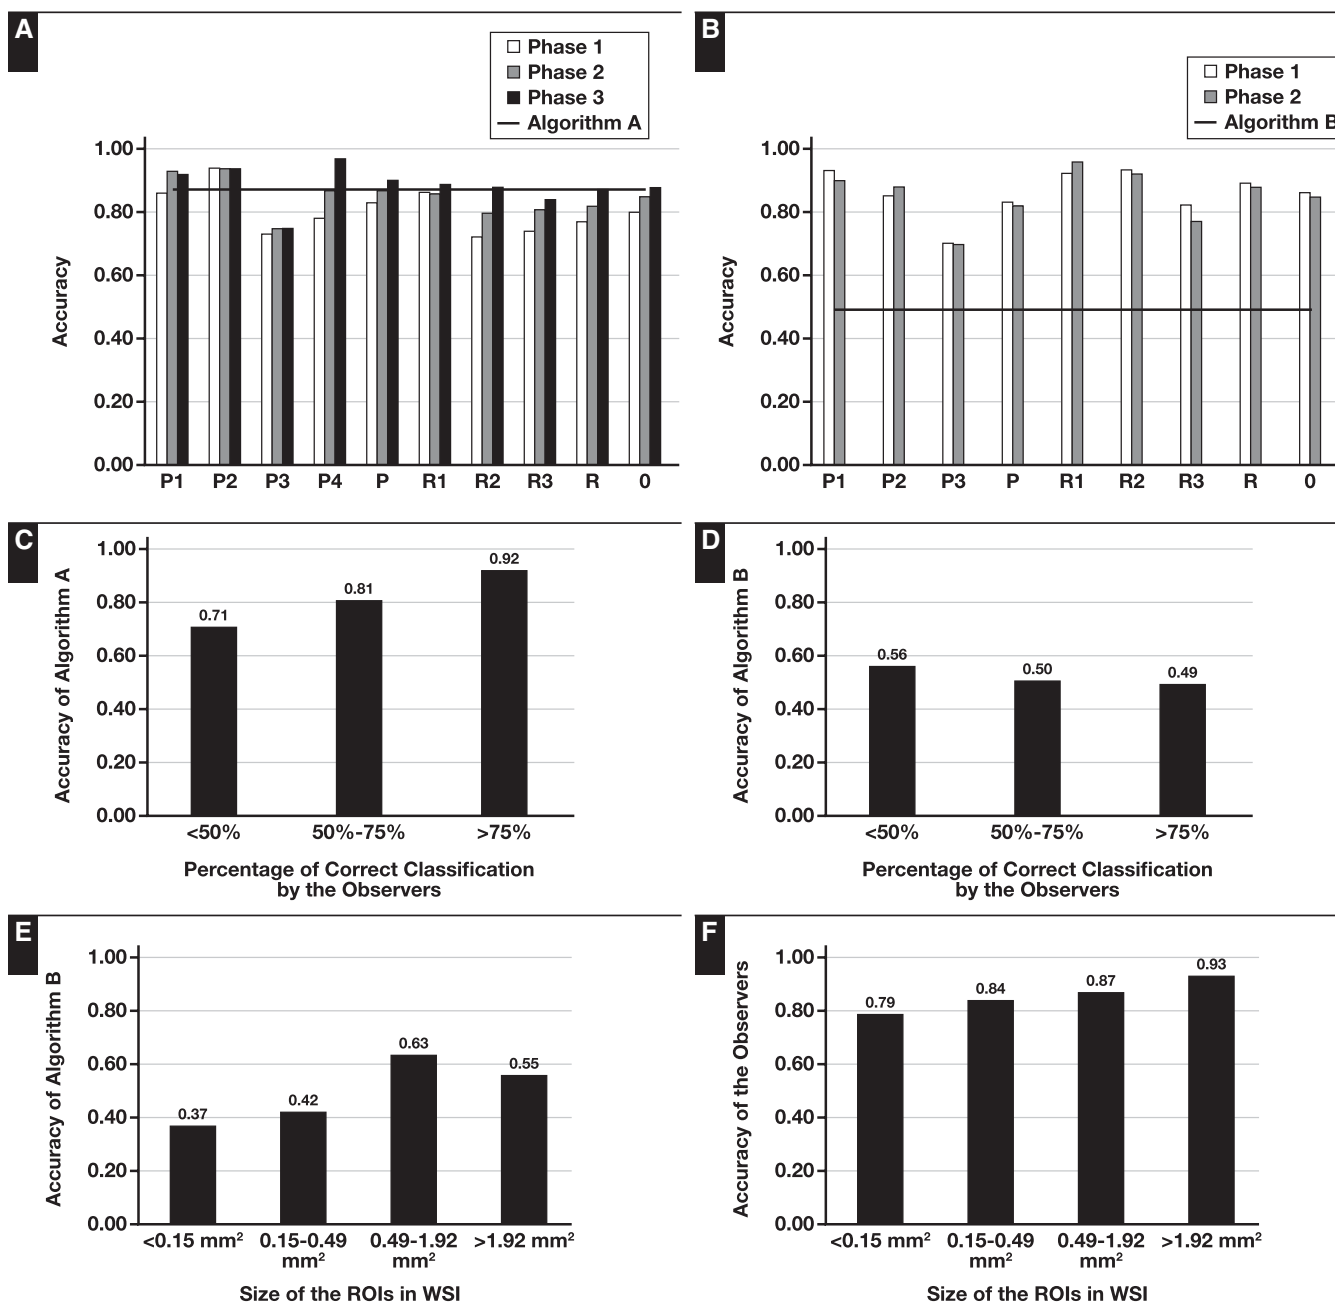 A
Phase 1
Phase 2
Phase 3
Algorithm A
1.00
0.80
0.60
0.40
0.20
0.00
Accuracy
P1 P2 P3 P4 P R1 R2 R3 R 0
B
Phase 1
Phase 2
Algorithm B
1.00
0.80
0.60
0.40
0.20
0.00
Accuracy
P1 P2 P3 P R1 R2 R3 R 0
C
1.00
0.80
0.60
0.40
0.20
0.00
Accuracy of Algorithm A
0.71
0.81
0.92
<50% 50%-75% >75%
Percentage of Correct Classification
by the Observers
D
1.00
0.80
0.60
0.40
0.20
0.00
Accuracy of Algorithm B
0.56
0.50
0.49
<50% 50%-75% >75%
Percentage of Correct Classification
by the Observers
E
1.00
0.80
0.60
0.40
0.20
0.00
Accuracy of Algorithm B
0.37
0.42
0.63
0.55
<0.15 mm² 0.15-0.49 0.49-1.92 >1.92 mm²
mm² mm²
Size of the ROIs in WSI
F
1.00
0.80
0.60
0.40
0.20
0.00
Accuracy of the Observers
0.79
0.84
0.87
0.93
<0.15 mm² 0.15-0.49 0.49-1.92 >1.92 mm²
mm² mm²
Size of the ROIs in WSI